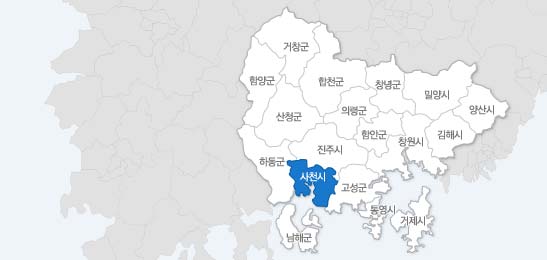 거창군
함양군
합천군
창녕군
밀양시
양산시
산청군
의령군
함안군
창원시
김해시
진주시
하동군
사천시
고성군
통영시
거제시
남해군